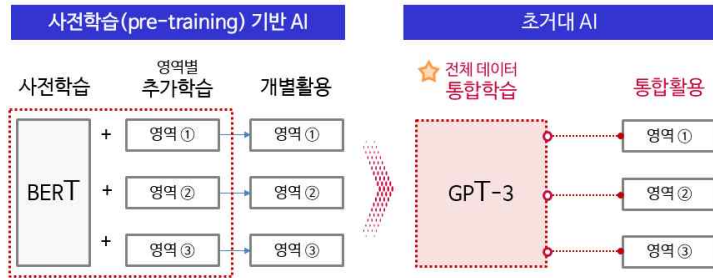 사전학습(pre-training) 기반 AI
초거대 AI
사전학습
영역별
추가학습
개별활용
전체 데이터
통합학습
통합활용
BERT
+ 영역 ① 영역 ①
+ 영역 ② 영역 ②
+ 영역 ③ 영역 ③
GPT-3
영역 ①
영역 ②
영역 ③